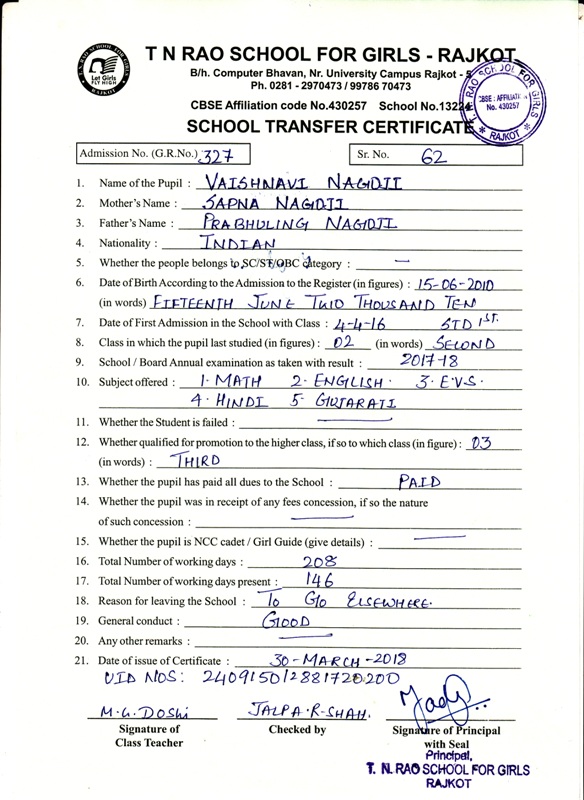 T. N. RAO SCHOOL FOR GIRLS
Let Girls
FLY HIGH
RAJKOT
T N RAO SCHOOL FOR GIRLS - RAJKOT
B/h. Computer Bhavan, Nr. University Campus Rajkot - 5
Ph. 0281 - 2970473 / 99786 70473
CBSE Affiliation code No.430257 School No.13224
T. N. RAO SCHOOL FOR GIRLS
CBSE : AFFILIATION
No. 430257
* RAJKOT *
SCHOOL TRANSFER CERTIFICATE
Admission No. (G.R.No.) 327 Sr. No. 62
1. Name of the Pupil : VAISHNAVI NAGOJI
2. Mother's Name : SAPNA NAGOJI
3. Father's Name : PRABHULING NAGOJI
4. Nationality : INDIAN
5. Whether the people belongs to SC/ST/OBC category : —
6. Date of Birth According to the Admission to the Register (in figures) : 15-06-2010
(in words) FIFTEENTH JUNE TWO THOUSAND TEN
7. Date of First Admission in the School with Class : 4-4-16 STD 1st.
8. Class in which the pupil last studied (in figures) : 02 (in words) SECOND
9. School / Board Annual examination as taken with result : 2017-18
10. Subject offered : 1. MATH 2. ENGLISH. 3. E.V.S.
4. HINDI 5. GUJARATI
11. Whether the Student is failed : —
12. Whether qualified for promotion to the higher class, if so to which class (in figure) : 03
(in words) : THIRD
13. Whether the pupil has paid all dues to the School : PAID
14. Whether the pupil was in receipt of any fees concession, if so the nature
of such concession : —
15. Whether the pupil is NCC cadet / Girl Guide (give details) : —
16. Total Number of working days : 208
17. Total Number of working days present : 146
18. Reason for leaving the School : To Go ELSEWHERE.
19. General conduct : GOOD
20. Any other remarks : —
21. Date of issue of Certificate : 30-MARCH-2018
UID NOS: 240915012881720200
M.G. DOSHI JALPA.R.SHAH.
Signature of Class Teacher Checked by Signature of Principal with Seal
Principal,
T. N. RAO SCHOOL FOR GIRLS
RAJKOT